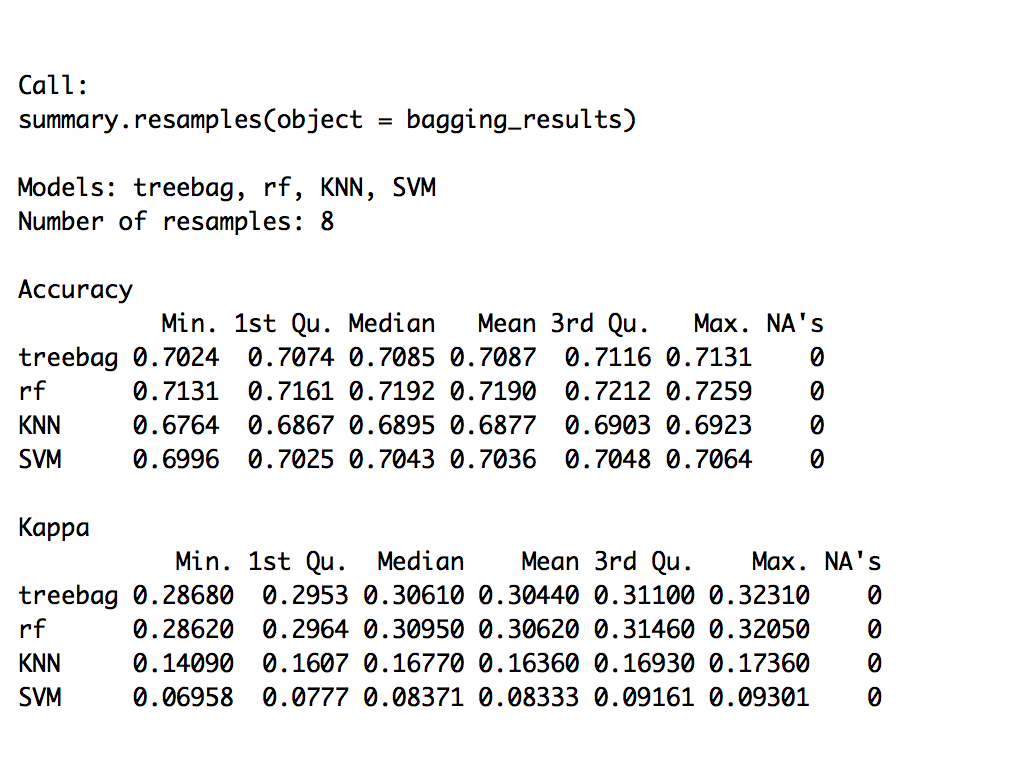 Call:
summary.resamples(object = bagging_results)

Models: treebag, rf, KNN, SVM
Number of resamples: 8

Accuracy
          Min. 1st Qu. Median   Mean 3rd Qu.   Max. NA's
treebag 0.7024  0.7074 0.7085 0.7087  0.7116 0.7131    0
rf      0.7131  0.7161 0.7192 0.7190  0.7212 0.7259    0
KNN     0.6764  0.6867 0.6895 0.6877  0.6903 0.6923    0
SVM     0.6996  0.7025 0.7043 0.7036  0.7048 0.7064    0

Kappa
           Min. 1st Qu.  Median    Mean 3rd Qu.    Max. NA's
treebag 0.28680  0.2953 0.30610 0.30440 0.31100 0.32310    0
rf      0.28620  0.2964 0.30950 0.30620 0.31460 0.32050    0
KNN     0.14090  0.1607 0.16770 0.16360 0.16930 0.17360    0
SVM     0.06958  0.0777 0.08371 0.08333 0.09161 0.09301    0